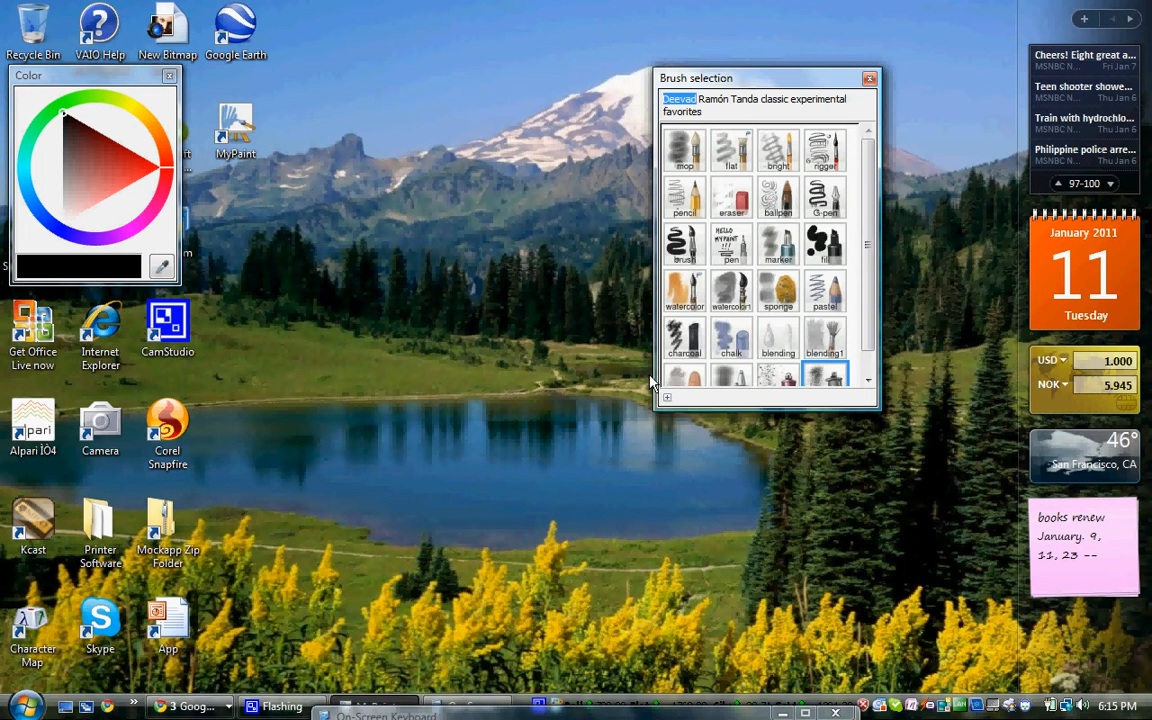 Recycle Bin
VAIO Help
New Bitmap
Google Earth
Color
MyPaint
Get Office Live now
Internet Explorer
CamStudio
Camera
Corel Snapfire
Kcast
Printer Software
Mockapp Zip Folder
Character Map
Skype
App
Brush selection
Deevad Ramón Tanda classic experimental
favorites
mop flat bright rigger
pencil eraser ballpen G-pen
brush pen marker fill
watercolor watercolor1 sponge pastel
charcoal chalk blending blending1
Cheers! Eight great a...
MSNBC N... Fri Jan 7
Teen shooter showe...
MSNBC N... Thu Jan 6
Train with hydrochlo...
MSNBC N... Thu Jan 6
Philippine police arre...
MSNBC N... Thu Jan 6
97-100
January 2011
11
Tuesday
USD 1.000
NOK 5.945
46°
San Francisco, CA
books renew
January. 9,
11, 23 --
3 Goog...
Flashing
On-Screen Keyboard
6:15 PM